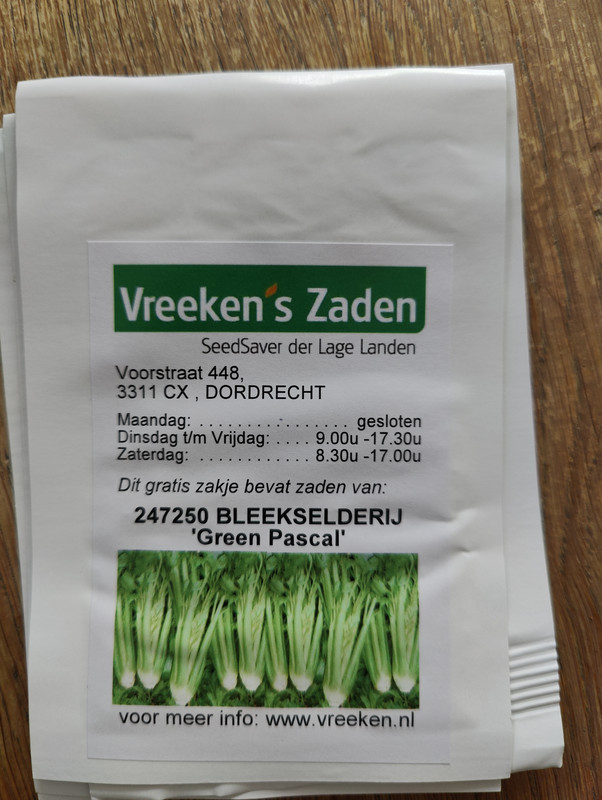 Vreeken's Zaden
SeedSaver der Lage Landen
Voorstraat 448,
3311 CX , DORDRECHT
Maandag: . . . . . . . . . . . . . . . . gesloten
Dinsdag t/m Vrijdag: . . . . 9.00u -17.30u
Zaterdag: . . . . . . . . . . . . 8.30u -17.00u
Dit gratis zakje bevat zaden van:
247250 BLEEKSELDERIJ
'Green Pascal'
voor meer info: www.vreeken.nl